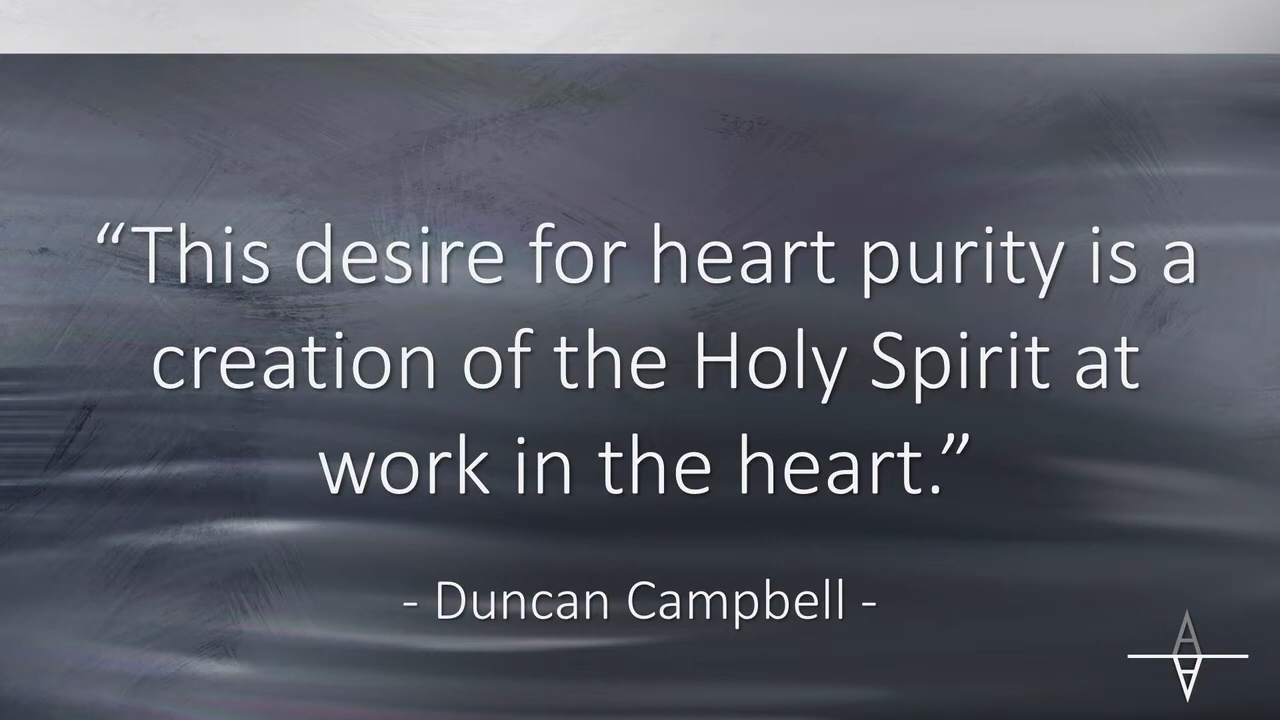 “This desire for heart purity is a
creation of the Holy Spirit at
work in the heart.”
- Duncan Campbell -